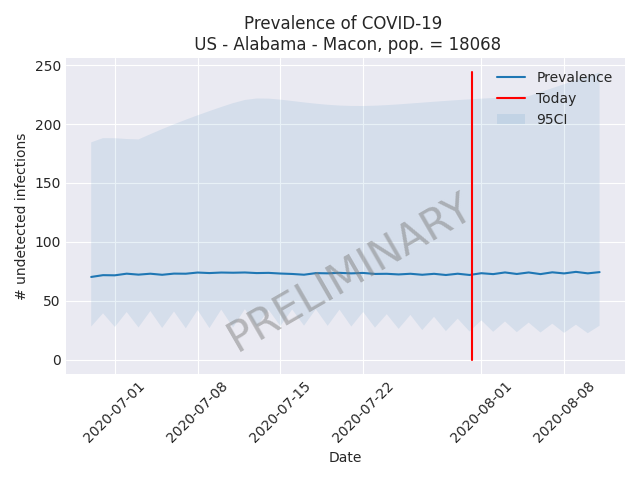 Prevalence of COVID-19
US - Alabama - Macon, pop. = 18068
# undetected infections
250
200
150
100
50
0
Prevalence
Today
95CI
PRELIMINARY
2020-07-01
2020-07-08
2020-07-15
2020-07-22
2020-08-01
2020-08-08
Date